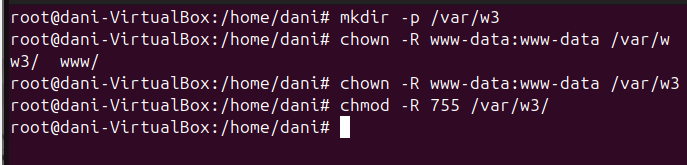 root@dani-VirtualBox:/home/dani# mkdir -p /var/w3
root@dani-VirtualBox:/home/dani# chown -R www-data:www-data /var/w
w3/  www/
root@dani-VirtualBox:/home/dani# chown -R www-data:www-data /var/w3
root@dani-VirtualBox:/home/dani# chmod -R 755 /var/w3/
root@dani-VirtualBox:/home/dani#